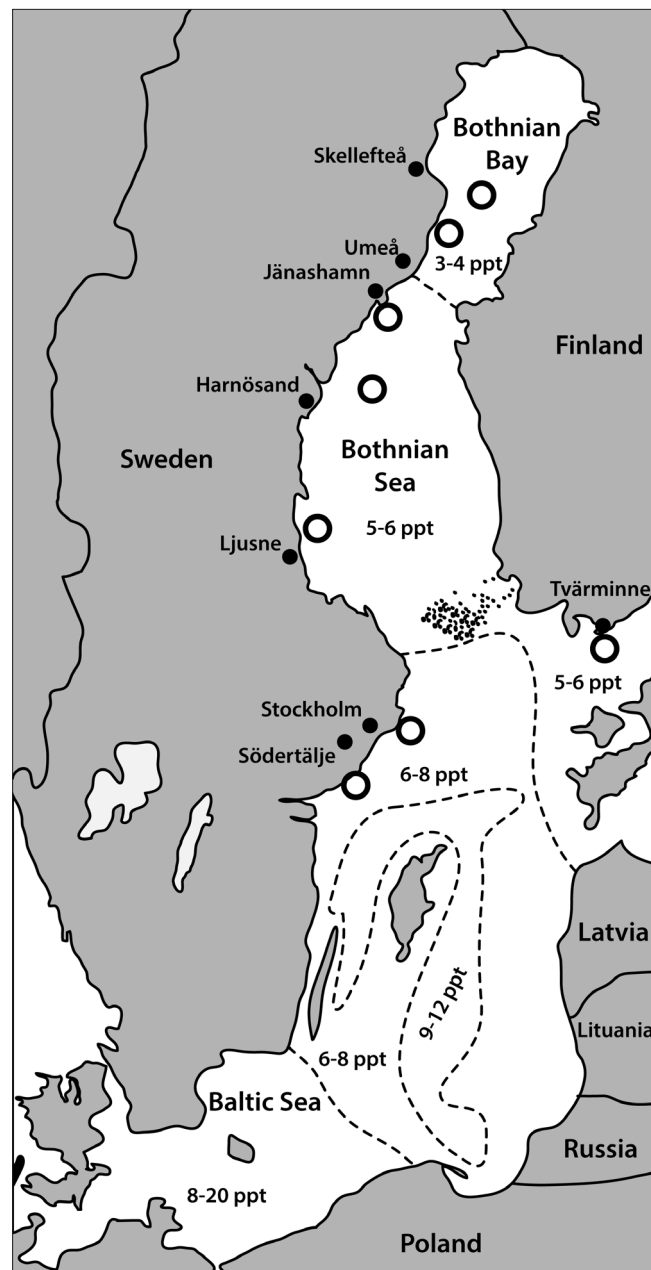 Bothnian
Bay
Skellefteå
Umeå
3-4 ppt
Jänashamn
Finland
Harnösand
Bothnian
Sea
Sweden
5-6 ppt
Ljusne
Tvärminne
5-6 ppt
Stockholm
Södertälje
6-8 ppt
Latvia
9-12 ppt
Lituania
6-8 ppt
Baltic Sea
Russia
8-20 ppt
Poland